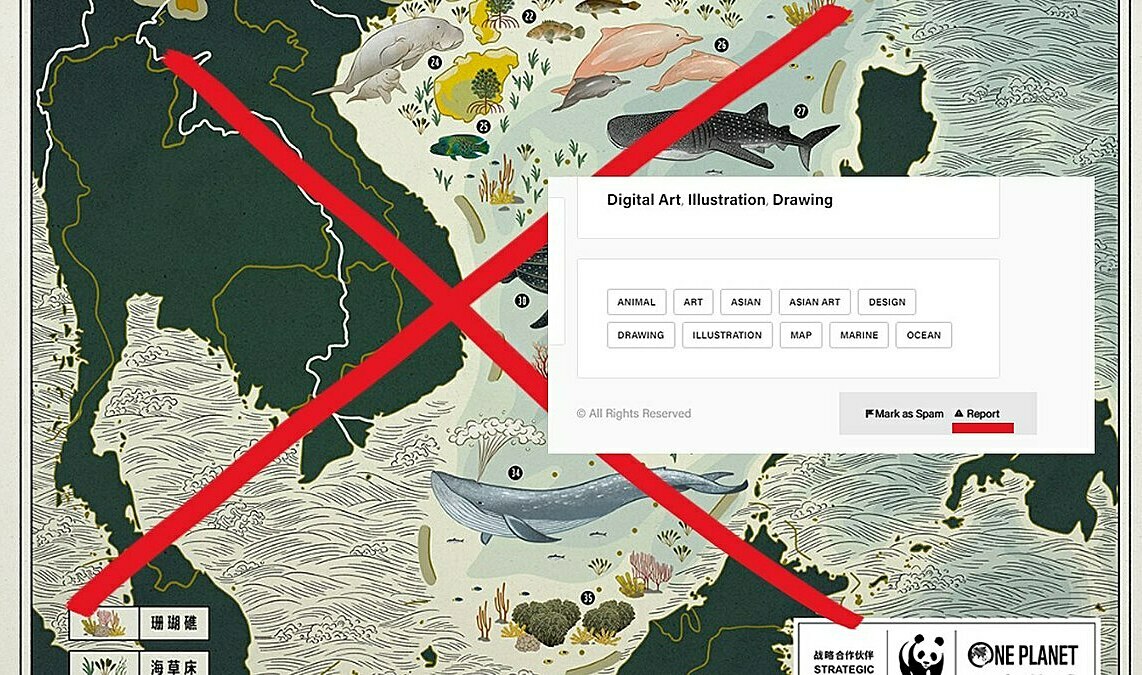 22
24
26
25
27
30
34
35
Digital Art, Illustration, Drawing
ANIMAL
ART
ASIAN
ASIAN ART
DESIGN
DRAWING
ILLUSTRATION
MAP
MARINE
OCEAN
© All Rights Reserved
Mark as Spam
Report
珊瑚礁
海草床
战略合作伙伴
STRATEGIC
ONE PLANET